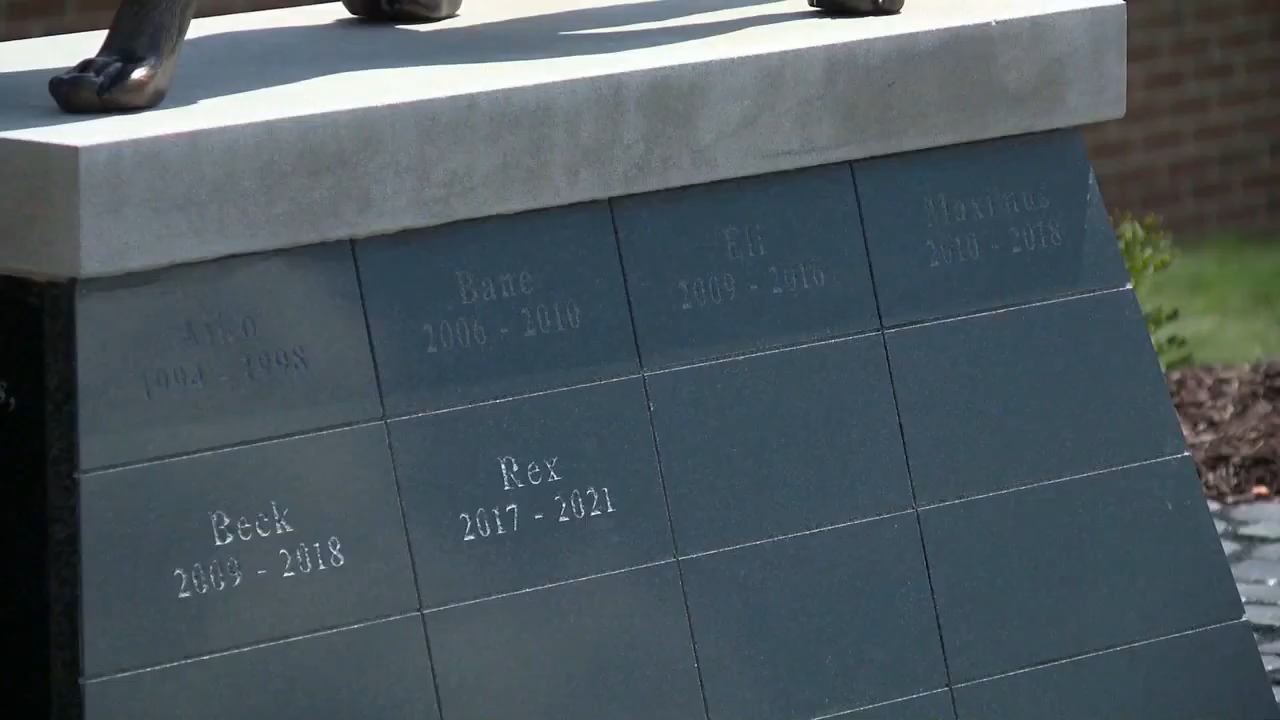 Bane
2006 - 2010
Eli
2009 - 2016
Maximus
2010 - 2018
Beck
2009 - 2018
Rex
2017 - 2021